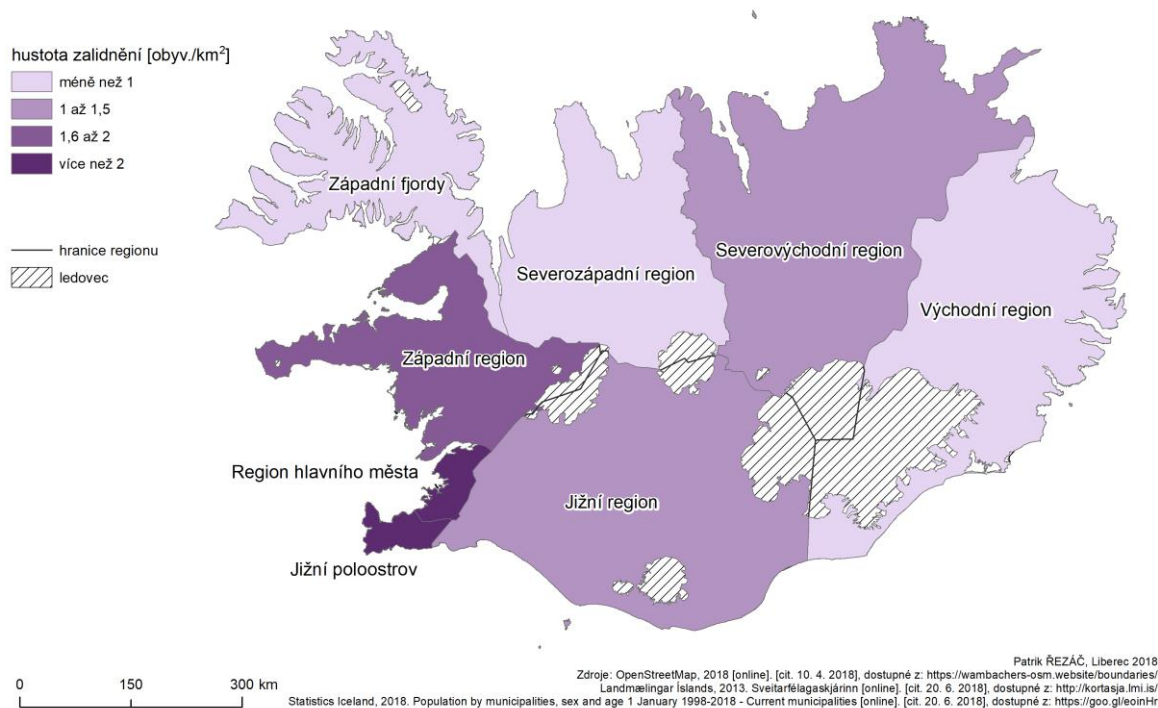 hustota zalidnění [obyv./km²]
méně než 1
1 až 1,5
1,6 až 2
více než 2
hranice regionu
ledovec
Západní fjordy
Severozápadní region
Severovýchodní region
Východní region
Západní region
Region hlavního města
Jižní region
Jižní poloostrov
0 150 300 km
Patrik ŘEZÁČ, Liberec 2018
Zdroje: OpenStreetMap, 2018 [online]. [cit. 10. 4. 2018], dostupné z: https://wambachers-osm.website/boundaries/
Landmælingar Íslands, 2013. Sveitarfélagaskjárinn [online]. [cit. 20. 6. 2018], dostupné z: http://kortasja.lmi.is/
Statistics Iceland, 2018. Population by municipalities, sex and age 1 January 1998-2018 - Current municipalities [online]. [cit. 20. 6. 2018], dostupné z: https://goo.gl/eoinHr